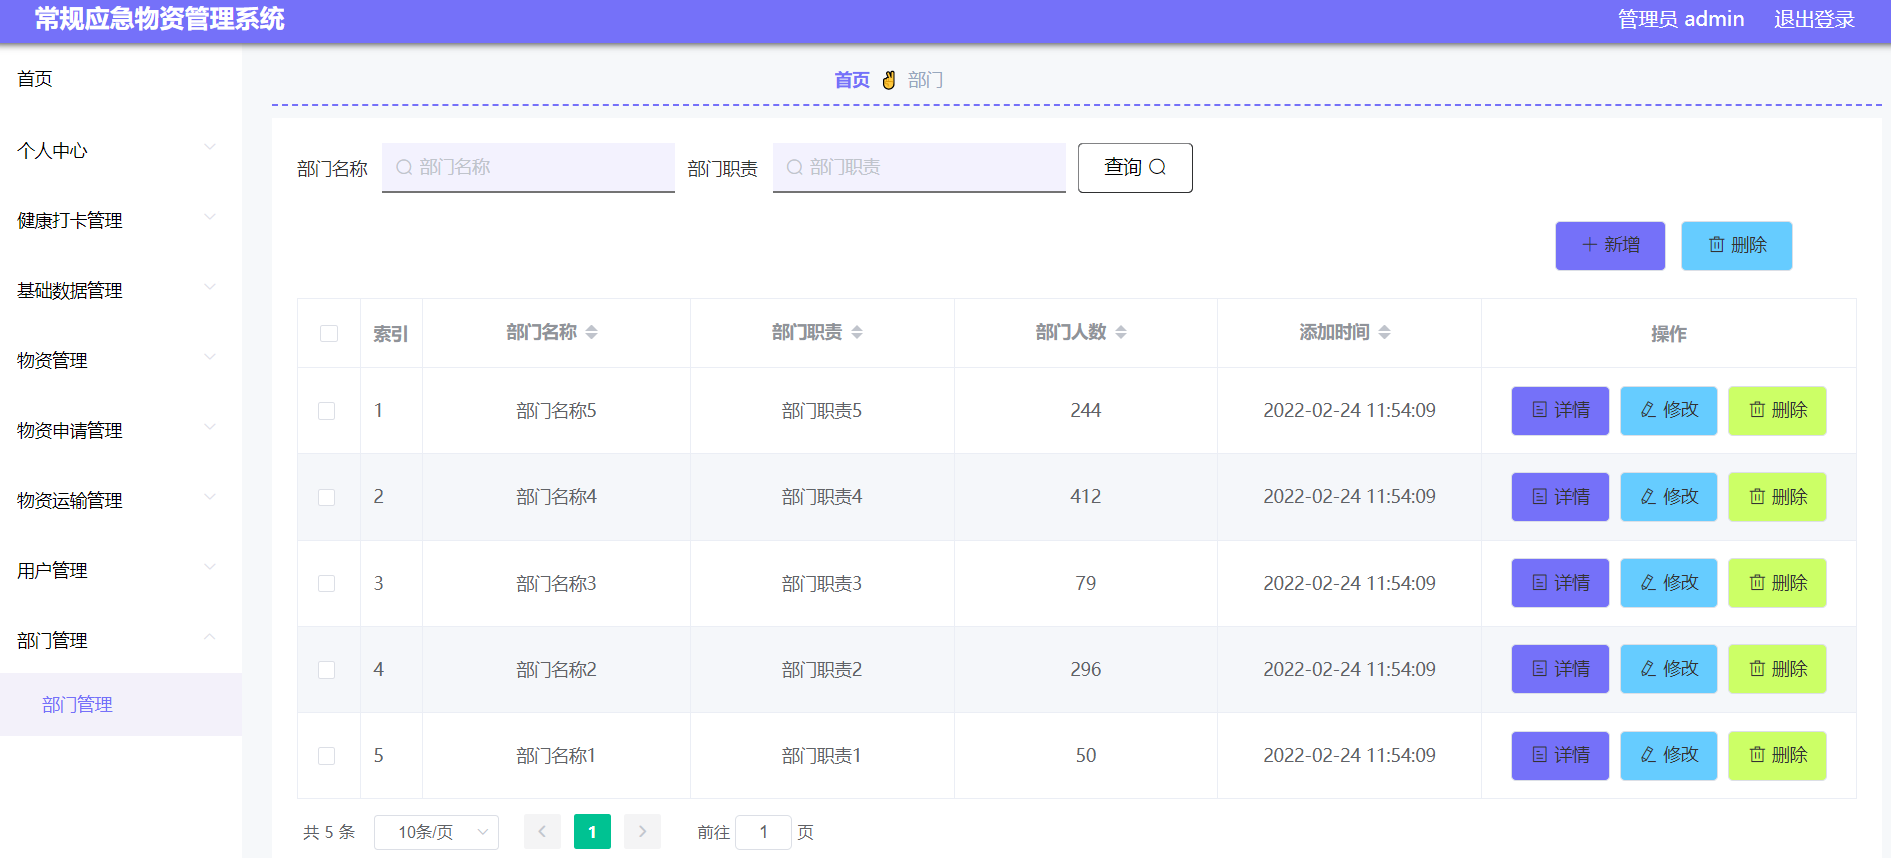 常规应急物资管理系统
管理员 admin 退出登录
首页
个人中心
健康打卡管理
基础数据管理
物资管理
物资申请管理
物资运输管理
用户管理
部门管理
部门管理
首页 ✌ 部门
部门名称 部门名称 部门职责 部门职责 查询
新增 删除
索引 部门名称 部门职责 部门人数 添加时间 操作
1 部门名称5 部门职责5 244 2022-02-24 11:54:09 详情 修改 删除
2 部门名称4 部门职责4 412 2022-02-24 11:54:09 详情 修改 删除
3 部门名称3 部门职责3 79 2022-02-24 11:54:09 详情 修改 删除
4 部门名称2 部门职责2 296 2022-02-24 11:54:09 详情 修改 删除
5 部门名称1 部门职责1 50 2022-02-24 11:54:09 详情 修改 删除
共 5 条 10条/页 1 前往 1 页